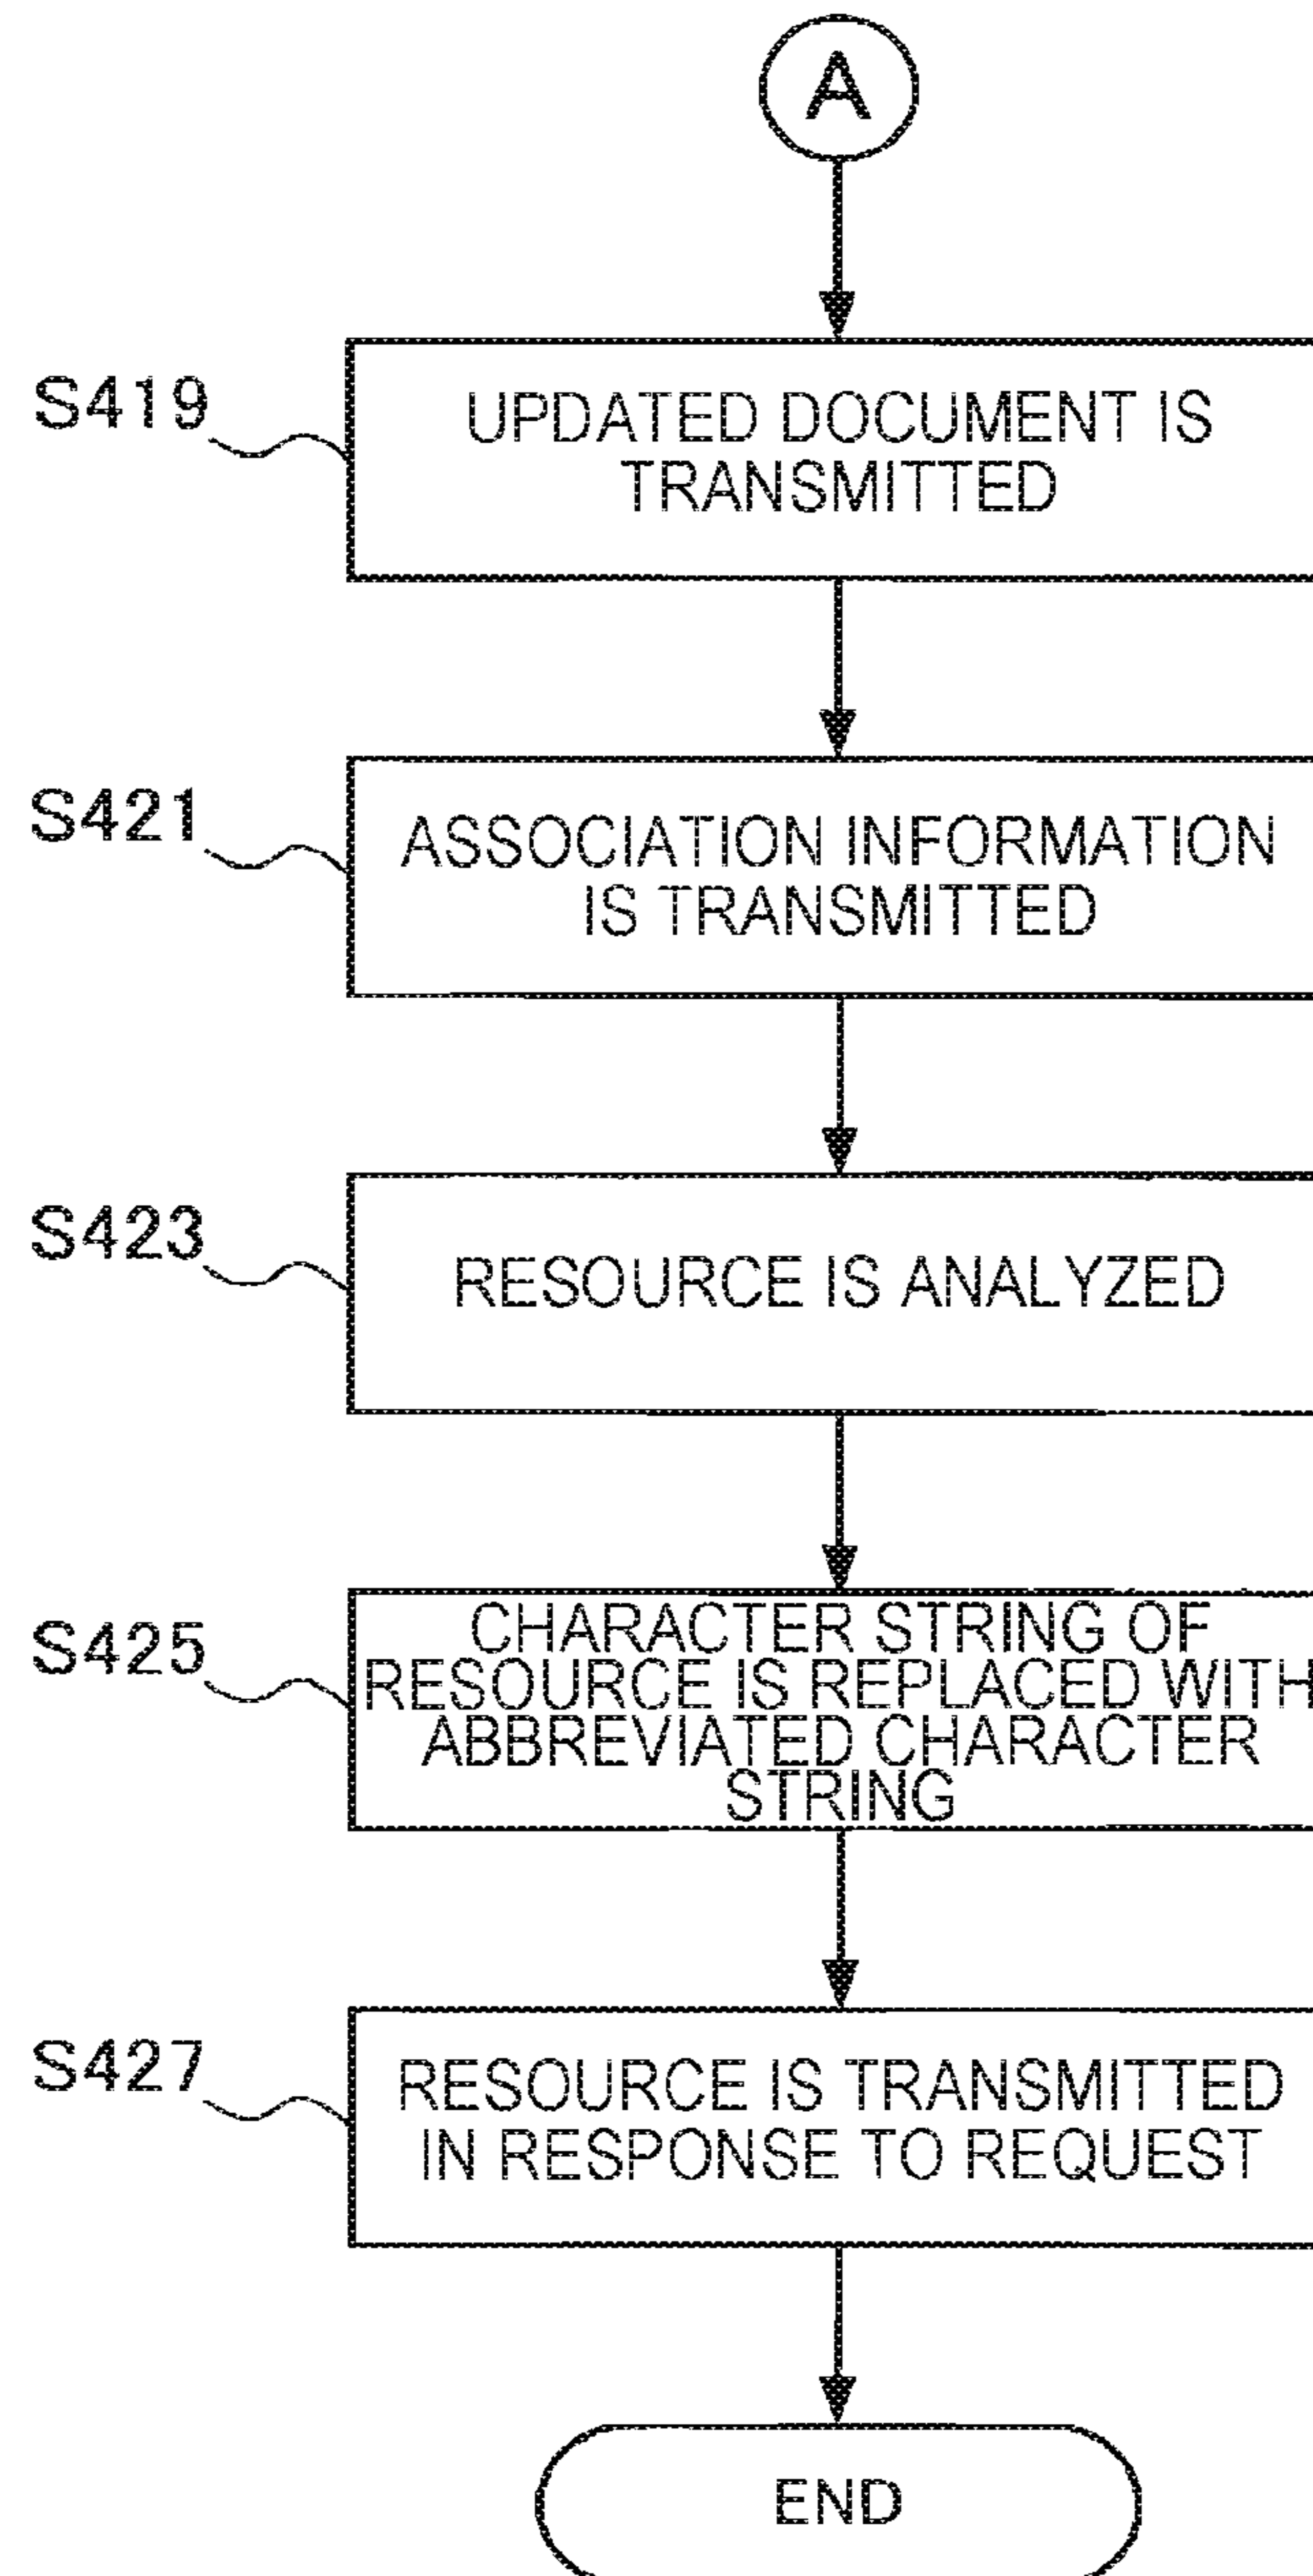 A
S419
UPDATED DOCUMENT IS
TRANSMITTED
S421
ASSOCIATION INFORMATION
IS TRANSMITTED
S423
RESOURCE IS ANALYZED
S425
CHARACTER STRING OF
RESOURCE IS REPLACED WITH
ABBREVIATED CHARACTER
STRING
S427
RESOURCE IS TRANSMITTED
IN RESPONSE TO REQUEST
END